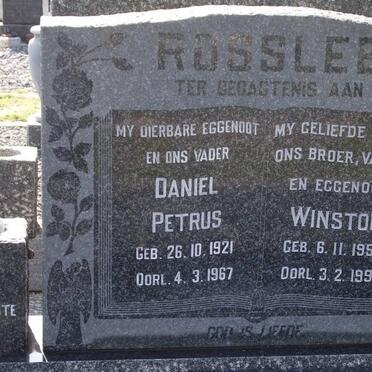 ROSSLEE
TER GEDAGTENIS AAN
MY DIERBARE EGGENOOT
EN ONS VADER
DANIEL
PETRUS
GEB. 26. 10. 1921
OORL. 4. 3. 1967
MY GELIEFDE
ONS BROER, VA
EN EGGENO
WINSTO
GEB. 6. 11. 195
OORL. 3. 2. 199
GOD IS LIEFDE
TE